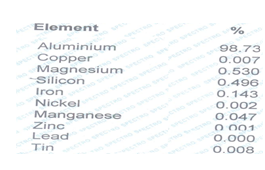 Element %
Aluminium 98.73
Copper 0.007
Magnesium 0.530
Silicon 0.496
Iron 0.143
Nickel 0.002
Manganese 0.047
Zinc 0.001
Lead 0.000
Tin 0.008